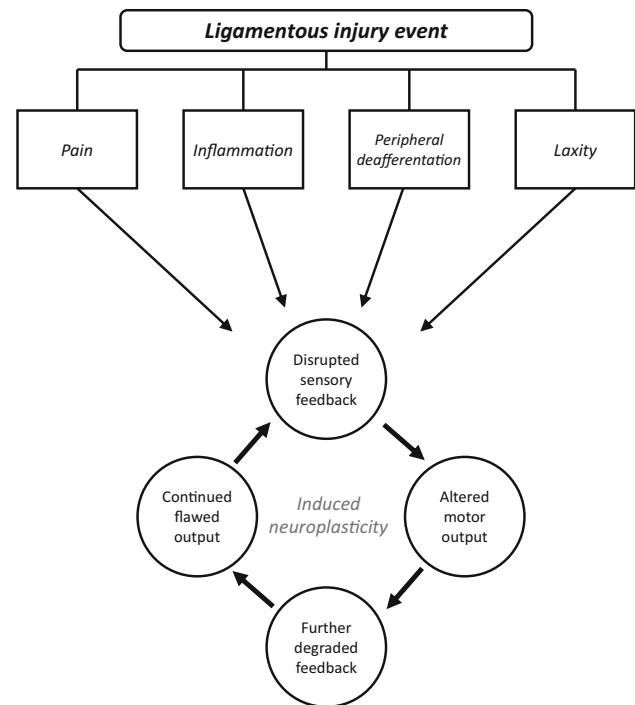 Ligamentous injury event
Pain
Inflammation
Peripheral
deafferentation
Laxity
Disrupted
sensory
feedback
Continued
flawed
output
Induced
neuroplasticity
Altered
motor
output
Further
degraded
feedback